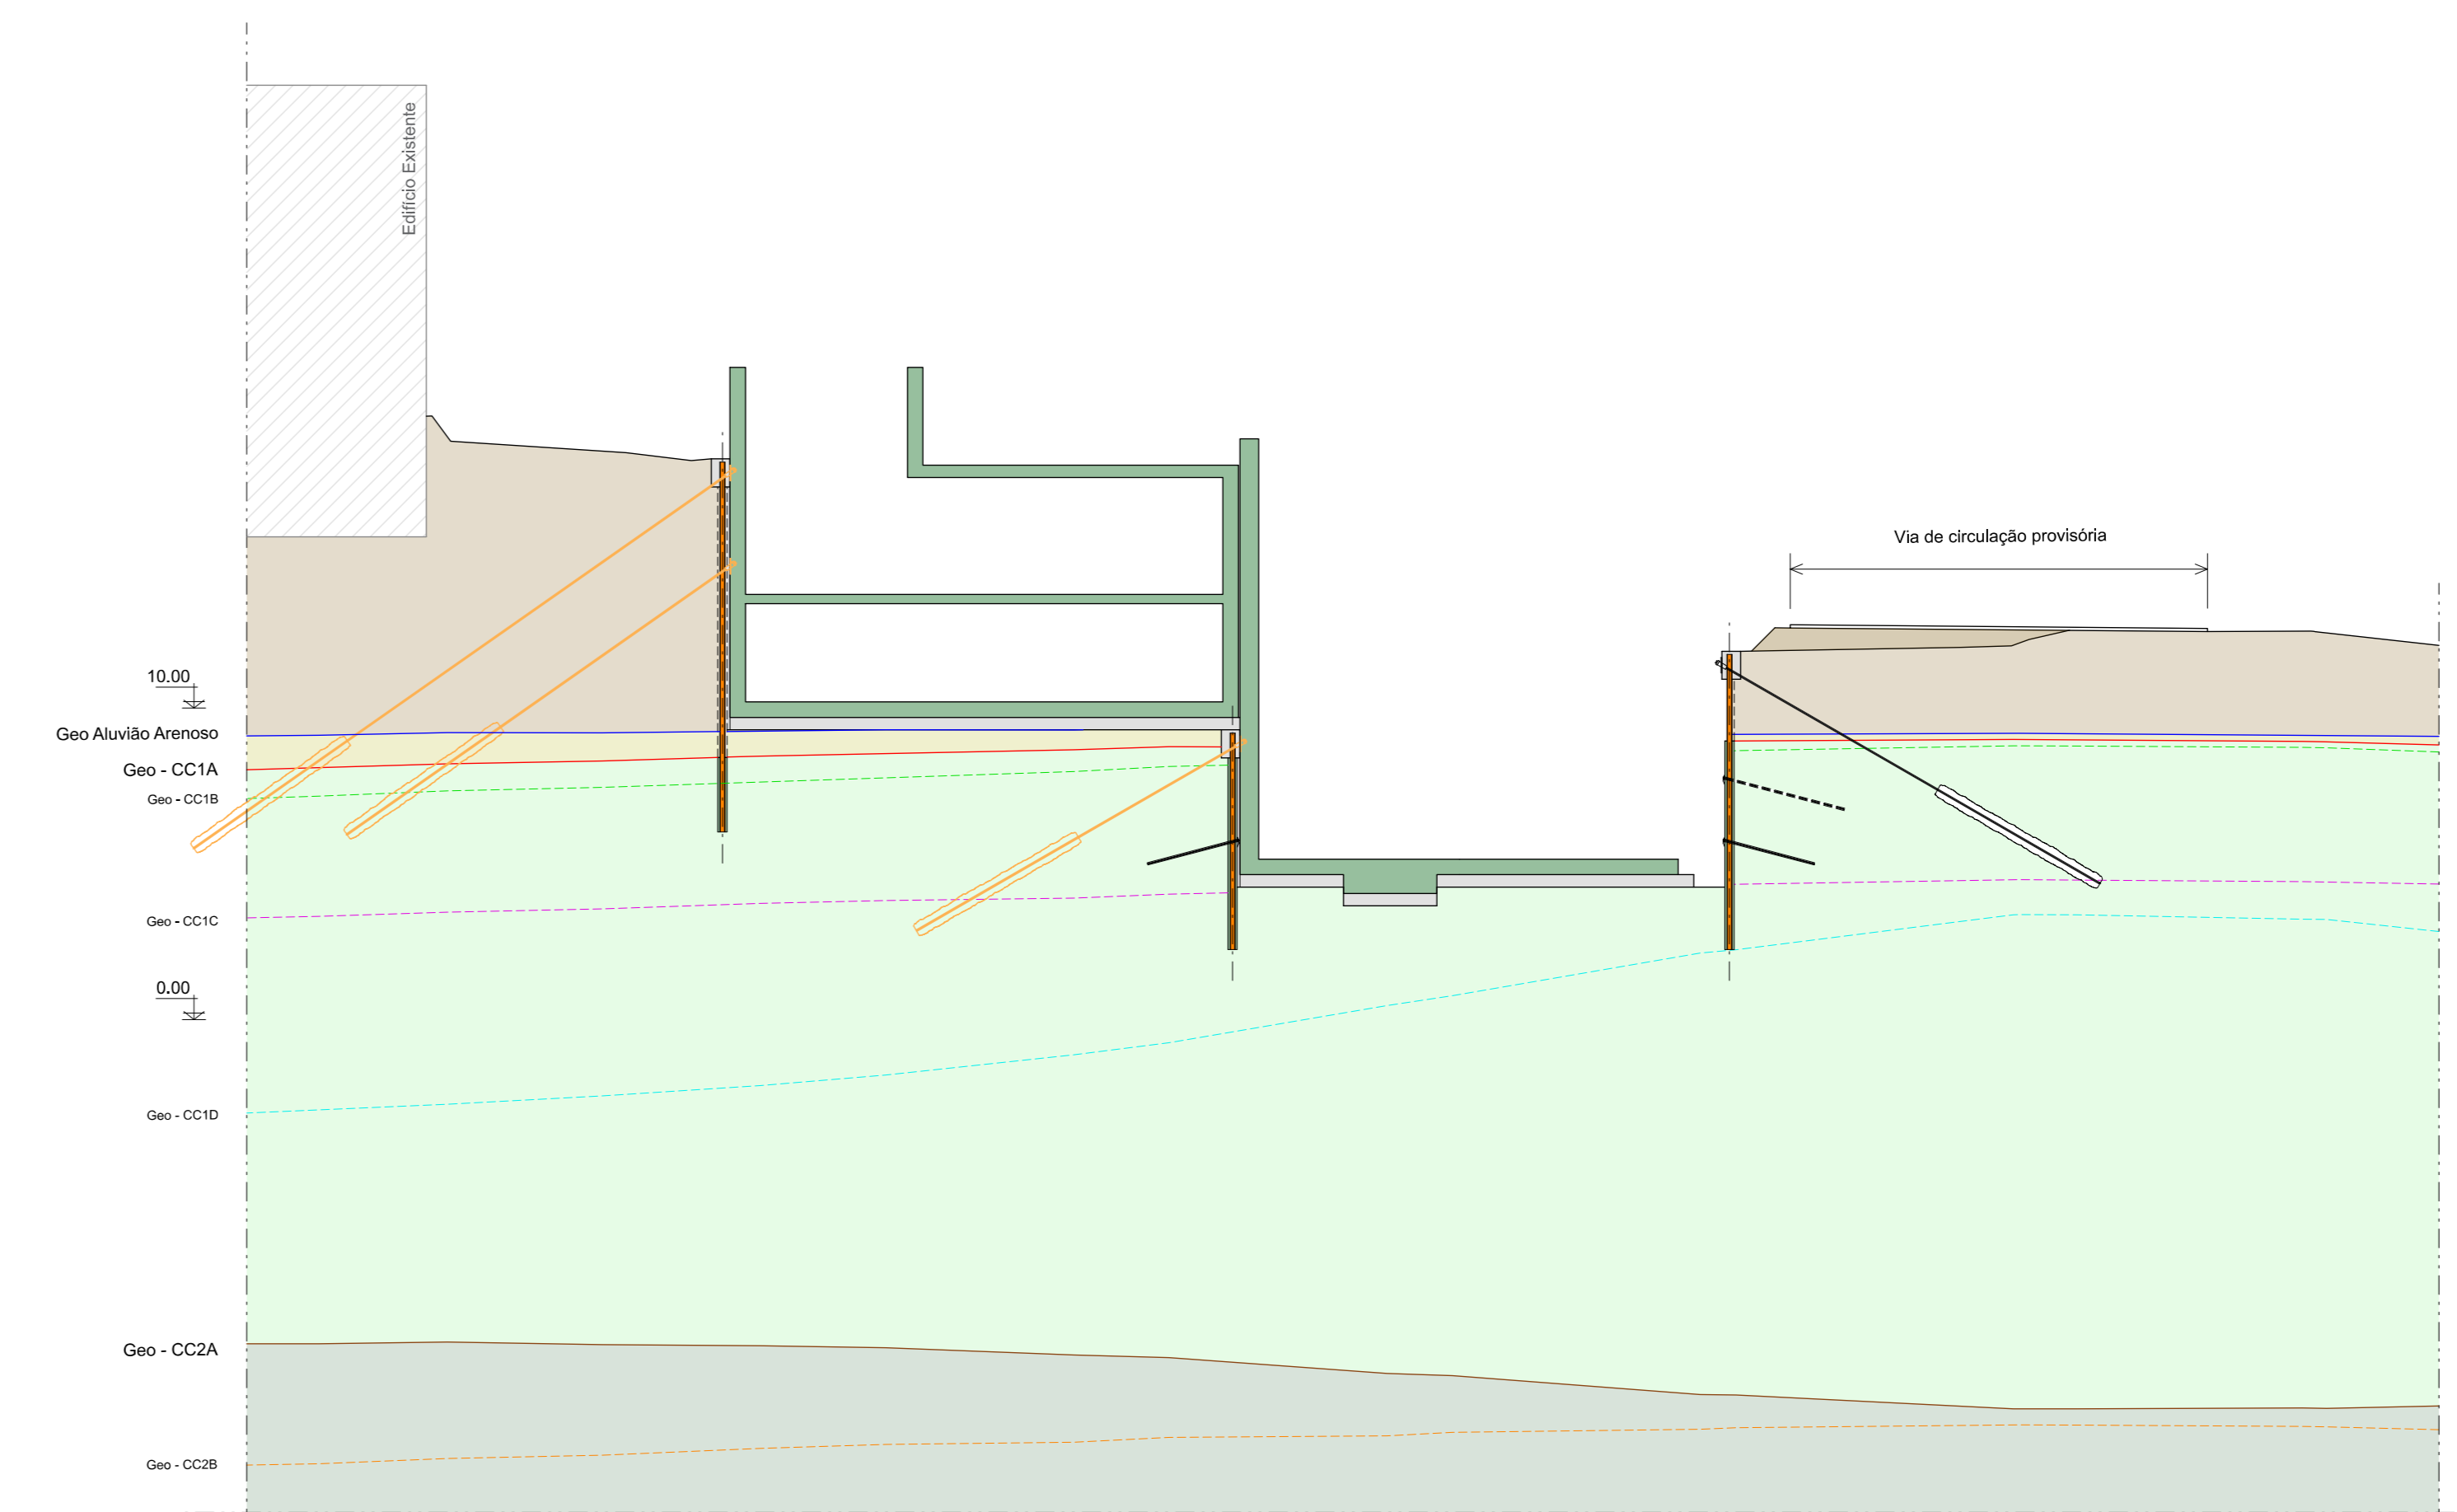 Edifício Existente
Via de circulação provisória
10.00
Geo Aluvião Arenoso
Geo - CC1A
Geo - CC1B
Geo - CC1C
0.00
Geo - CC1D
Geo - CC2A
Geo - CC2B